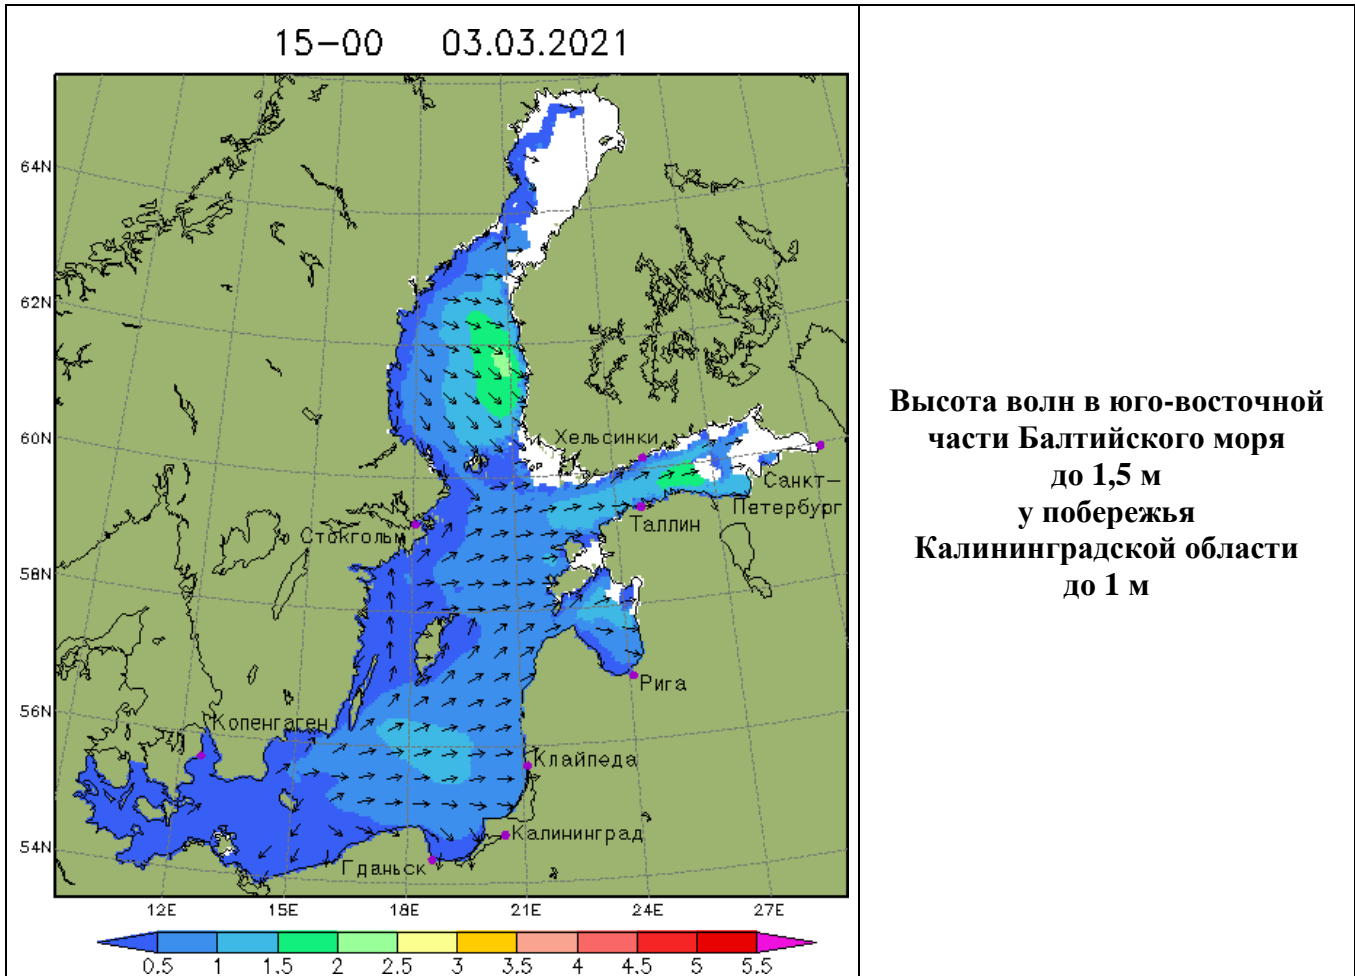 15-00 03.03.2021
64N
62N
60N
58N
56N
54N
Хельсинки
Санкт-
Петербург
Таллин
Стокгольм
Рига
Копенгаген
Клайпеда
Калининград
Гданьск
12E 15E 18E 21E 24E 27E
0.5 1 1.5 2 2.5 3 3.5 4 4.5 5 5.5
Высота волн в юго-восточной
части Балтийского моря
до 1,5 м
у побережья
Калининградской области
до 1 м